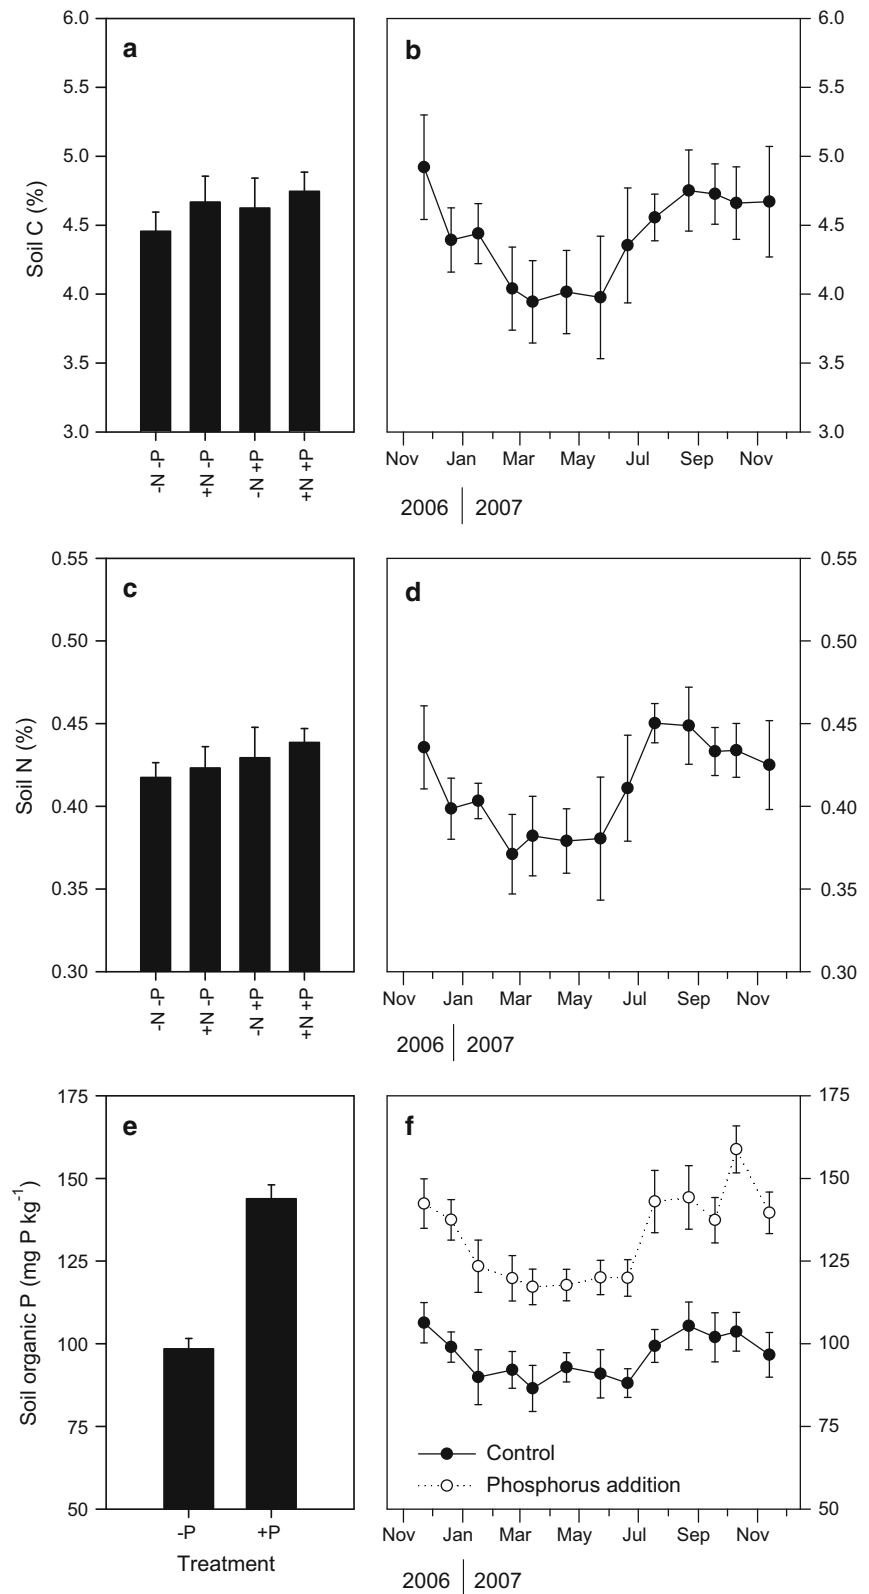 a
6.0
5.5
5.0
4.5
4.0
3.5
3.0
Soil C (%)
-N -P
+N -P
-N +P
+N +P
b
6.0
5.5
5.0
4.5
4.0
3.5
3.0
Nov Jan Mar May Jul Sep Nov
2006 2007
c
0.55
0.50
0.45
0.40
0.35
0.30
Soil N (%)
-N -P
+N -P
-N +P
+N +P
d
0.55
0.50
0.45
0.40
0.35
0.30
Nov Jan Mar May Jul Sep Nov
2006 2007
e
175
150
125
100
75
50
Soil organic P (mg P kg⁻¹)
-P +P
Treatment
f
175
150
125
100
75
50
Control
Phosphorus addition
Nov Jan Mar May Jul Sep Nov
2006 2007